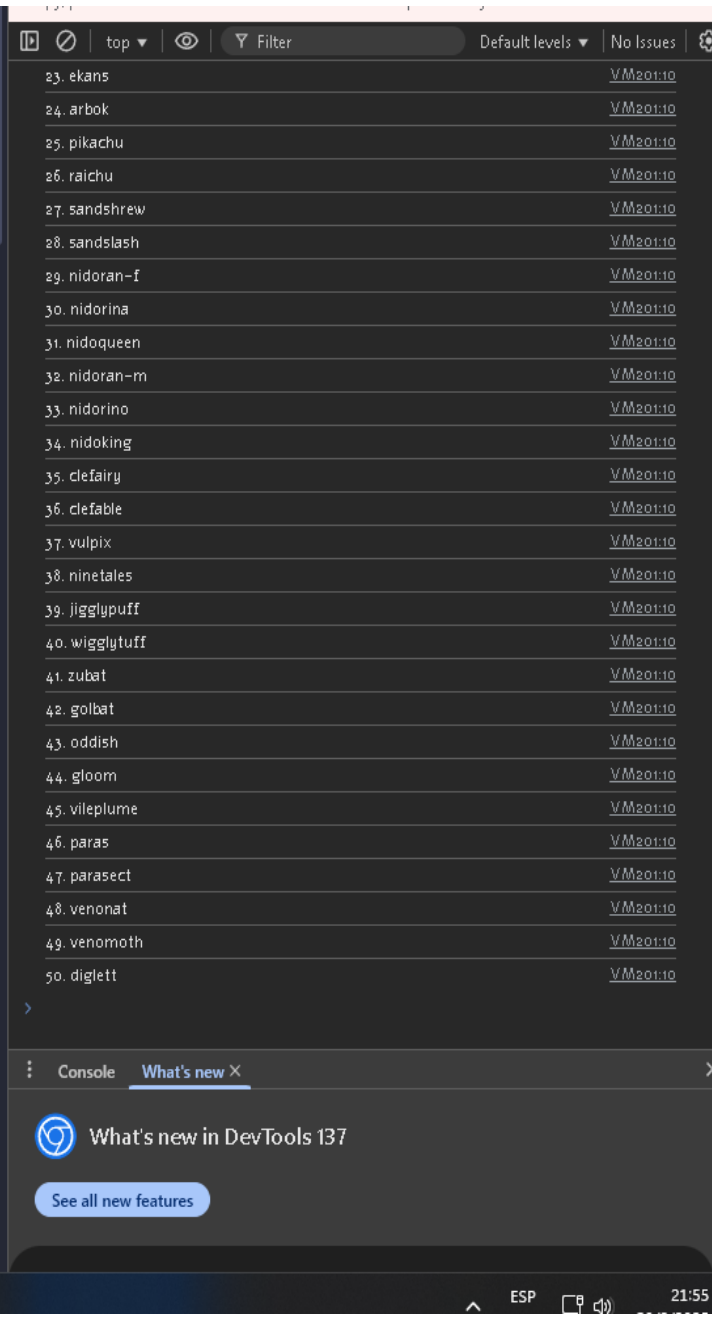 top
Filter
Default levels
No Issues
23. ekans VM201:10
24. arbok VM201:10
25. pikachu VM201:10
26. raichu VM201:10
27. sandshrew VM201:10
28. sandslash VM201:10
29. nidoran-f VM201:10
30. nidorina VM201:10
31. nidoqueen VM201:10
32. nidoran-m VM201:10
33. nidorino VM201:10
34. nidoking VM201:10
35. clefairy VM201:10
36. clefable VM201:10
37. vulpix VM201:10
38. ninetales VM201:10
39. jigglypuff VM201:10
40. wigglytuff VM201:10
41. zubat VM201:10
42. golbat VM201:10
43. oddish VM201:10
44. gloom VM201:10
45. vileplume VM201:10
46. paras VM201:10
47. parasect VM201:10
48. venonat VM201:10
49. venomoth VM201:10
50. diglett VM201:10
Console What's new
What's new in DevTools 137
See all new features
ESP 21:55